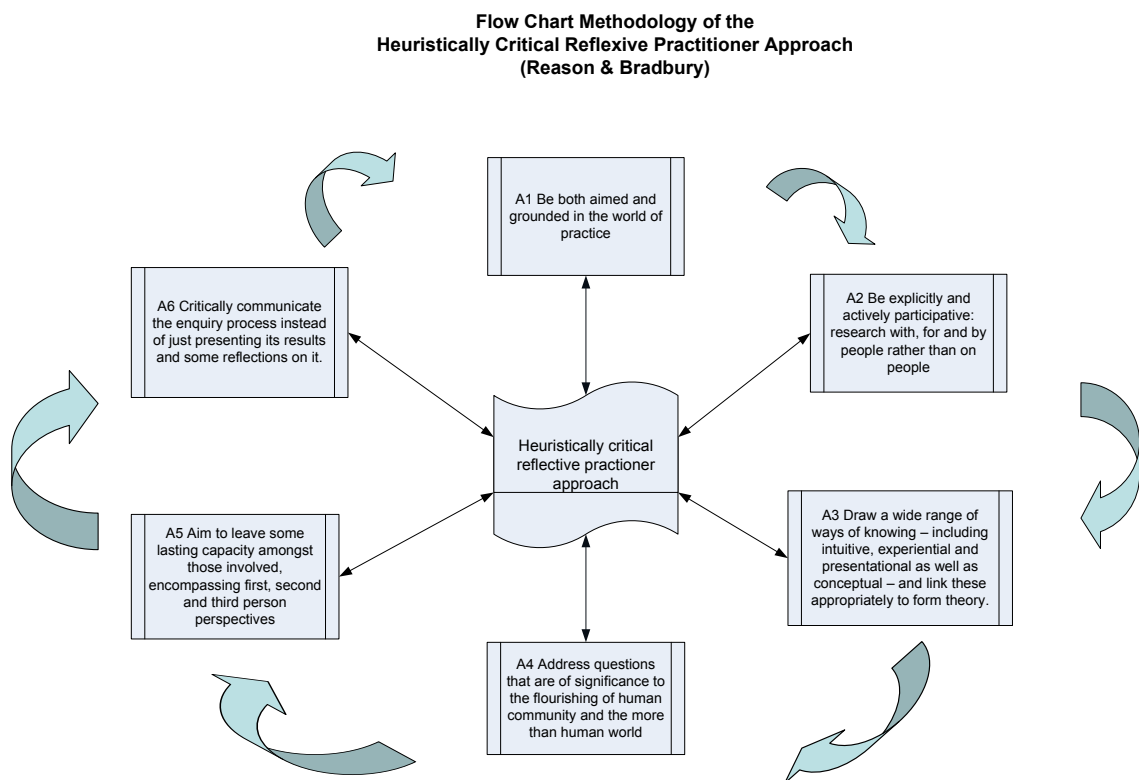 Flow Chart Methodology of the
Heuristically Critical Reflexive Practitioner Approach
(Reason & Bradbury)
A1 Be both aimed and
grounded in the world of
practice
A2 Be explicitly and
actively participative:
research with, for and by
people rather than on
people
A3 Draw a wide range of
ways of knowing – including
intuitive, experiential and
presentational as well as
conceptual – and link these
appropriately to form theory.
A4 Address questions
that are of significance to
the flourishing of human
community and the more
than human world
A5 Aim to leave some
lasting capacity amongst
those involved,
encompassing first, second
and third person
perspectives
A6 Critically communicate
the enquiry process instead
of just presenting its results
and some reflections on it.
Heuristically critical
reflective practioner
approach